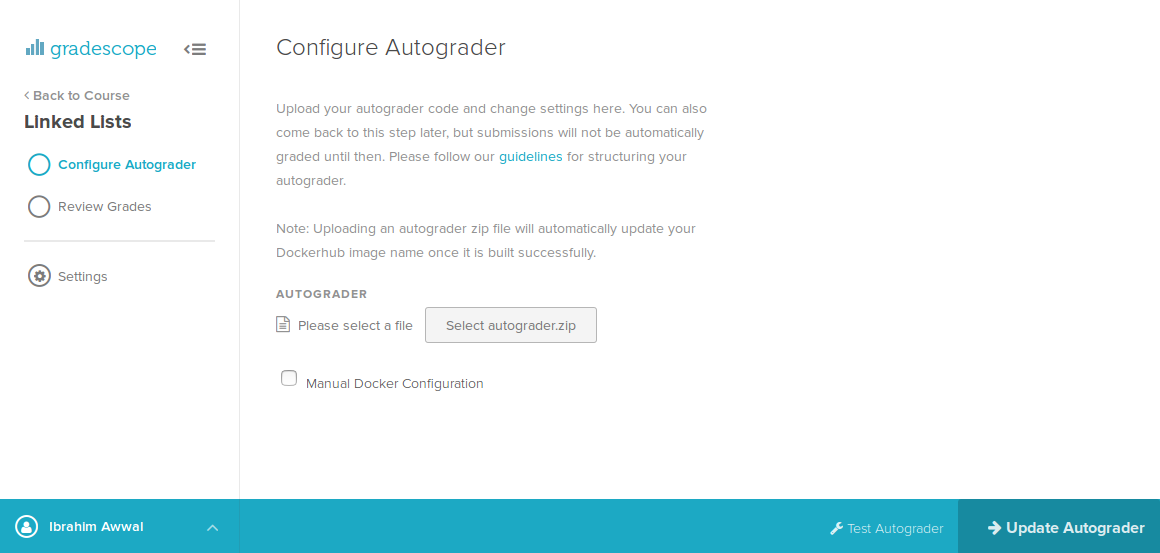 gradescope
Back to Course
Linked Lists
Configure Autograder
Review Grades
Settings
Configure Autograder
Upload your autograder code and change settings here. You can also
come back to this step later, but submissions will not be automatically
graded until then. Please follow our guidelines for structuring your
autograder.
Note: Uploading an autograder zip file will automatically update your
Dockerhub image name once it is built successfully.
AUTOGRADER
Please select a file
Select autograder.zip
Manual Docker Configuration
Ibrahim Awwal
Test Autograder
Update Autograder